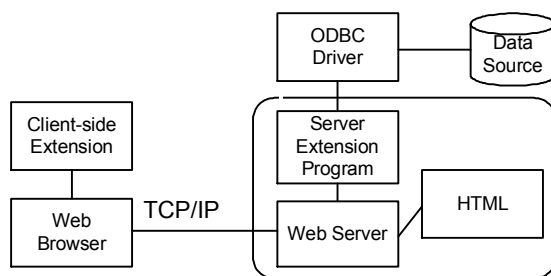 ODBC
Driver
Data
Source
Client-side
Extension
Server
Extension
Program
Web
Browser
TCP/IP
Web Server
HTML